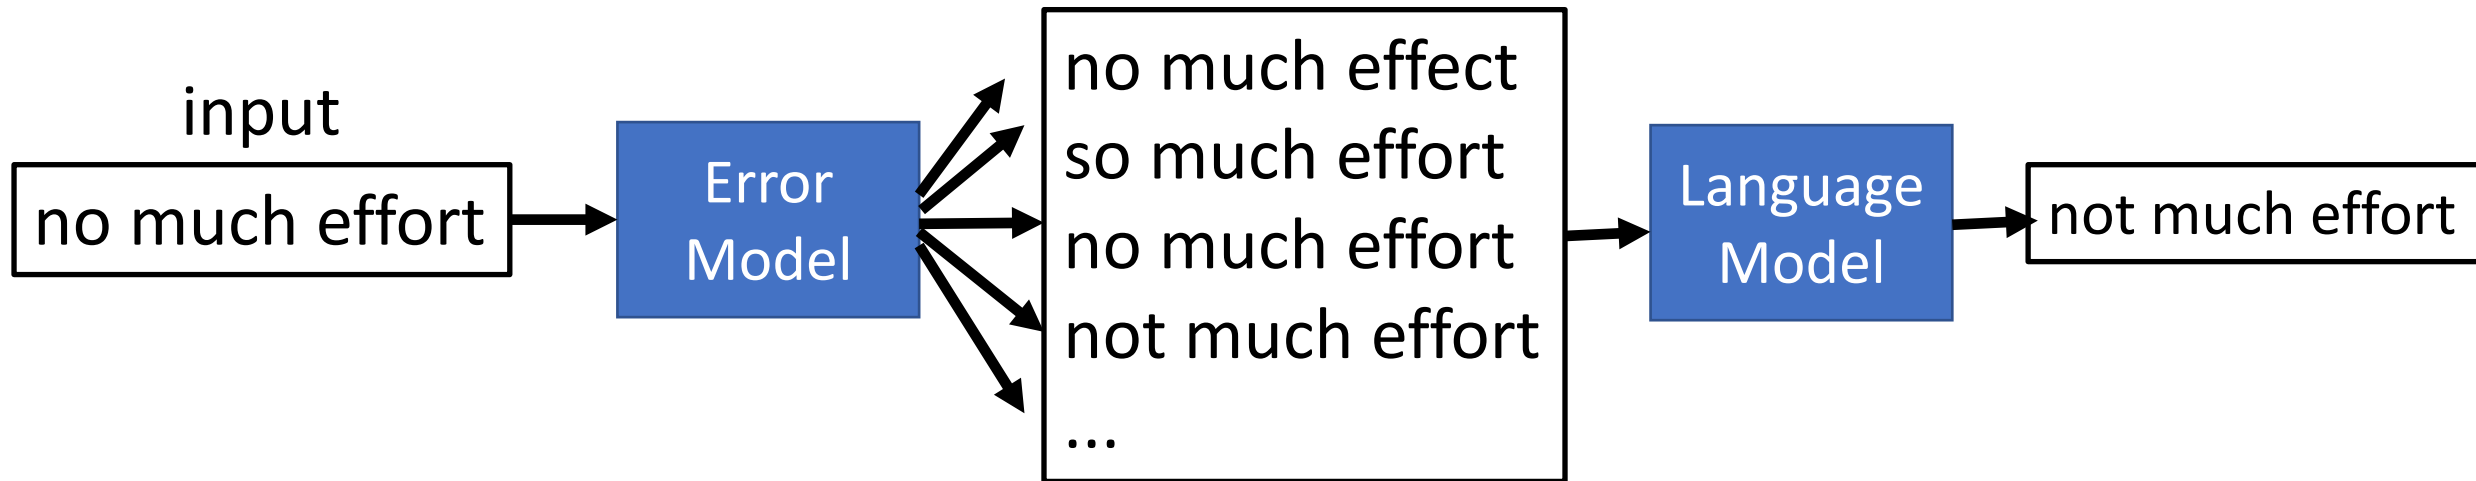 input
no much effort
Error
Model
no much effect
so much effort
no much effort
not much effort
...
Language
Model
not much effort